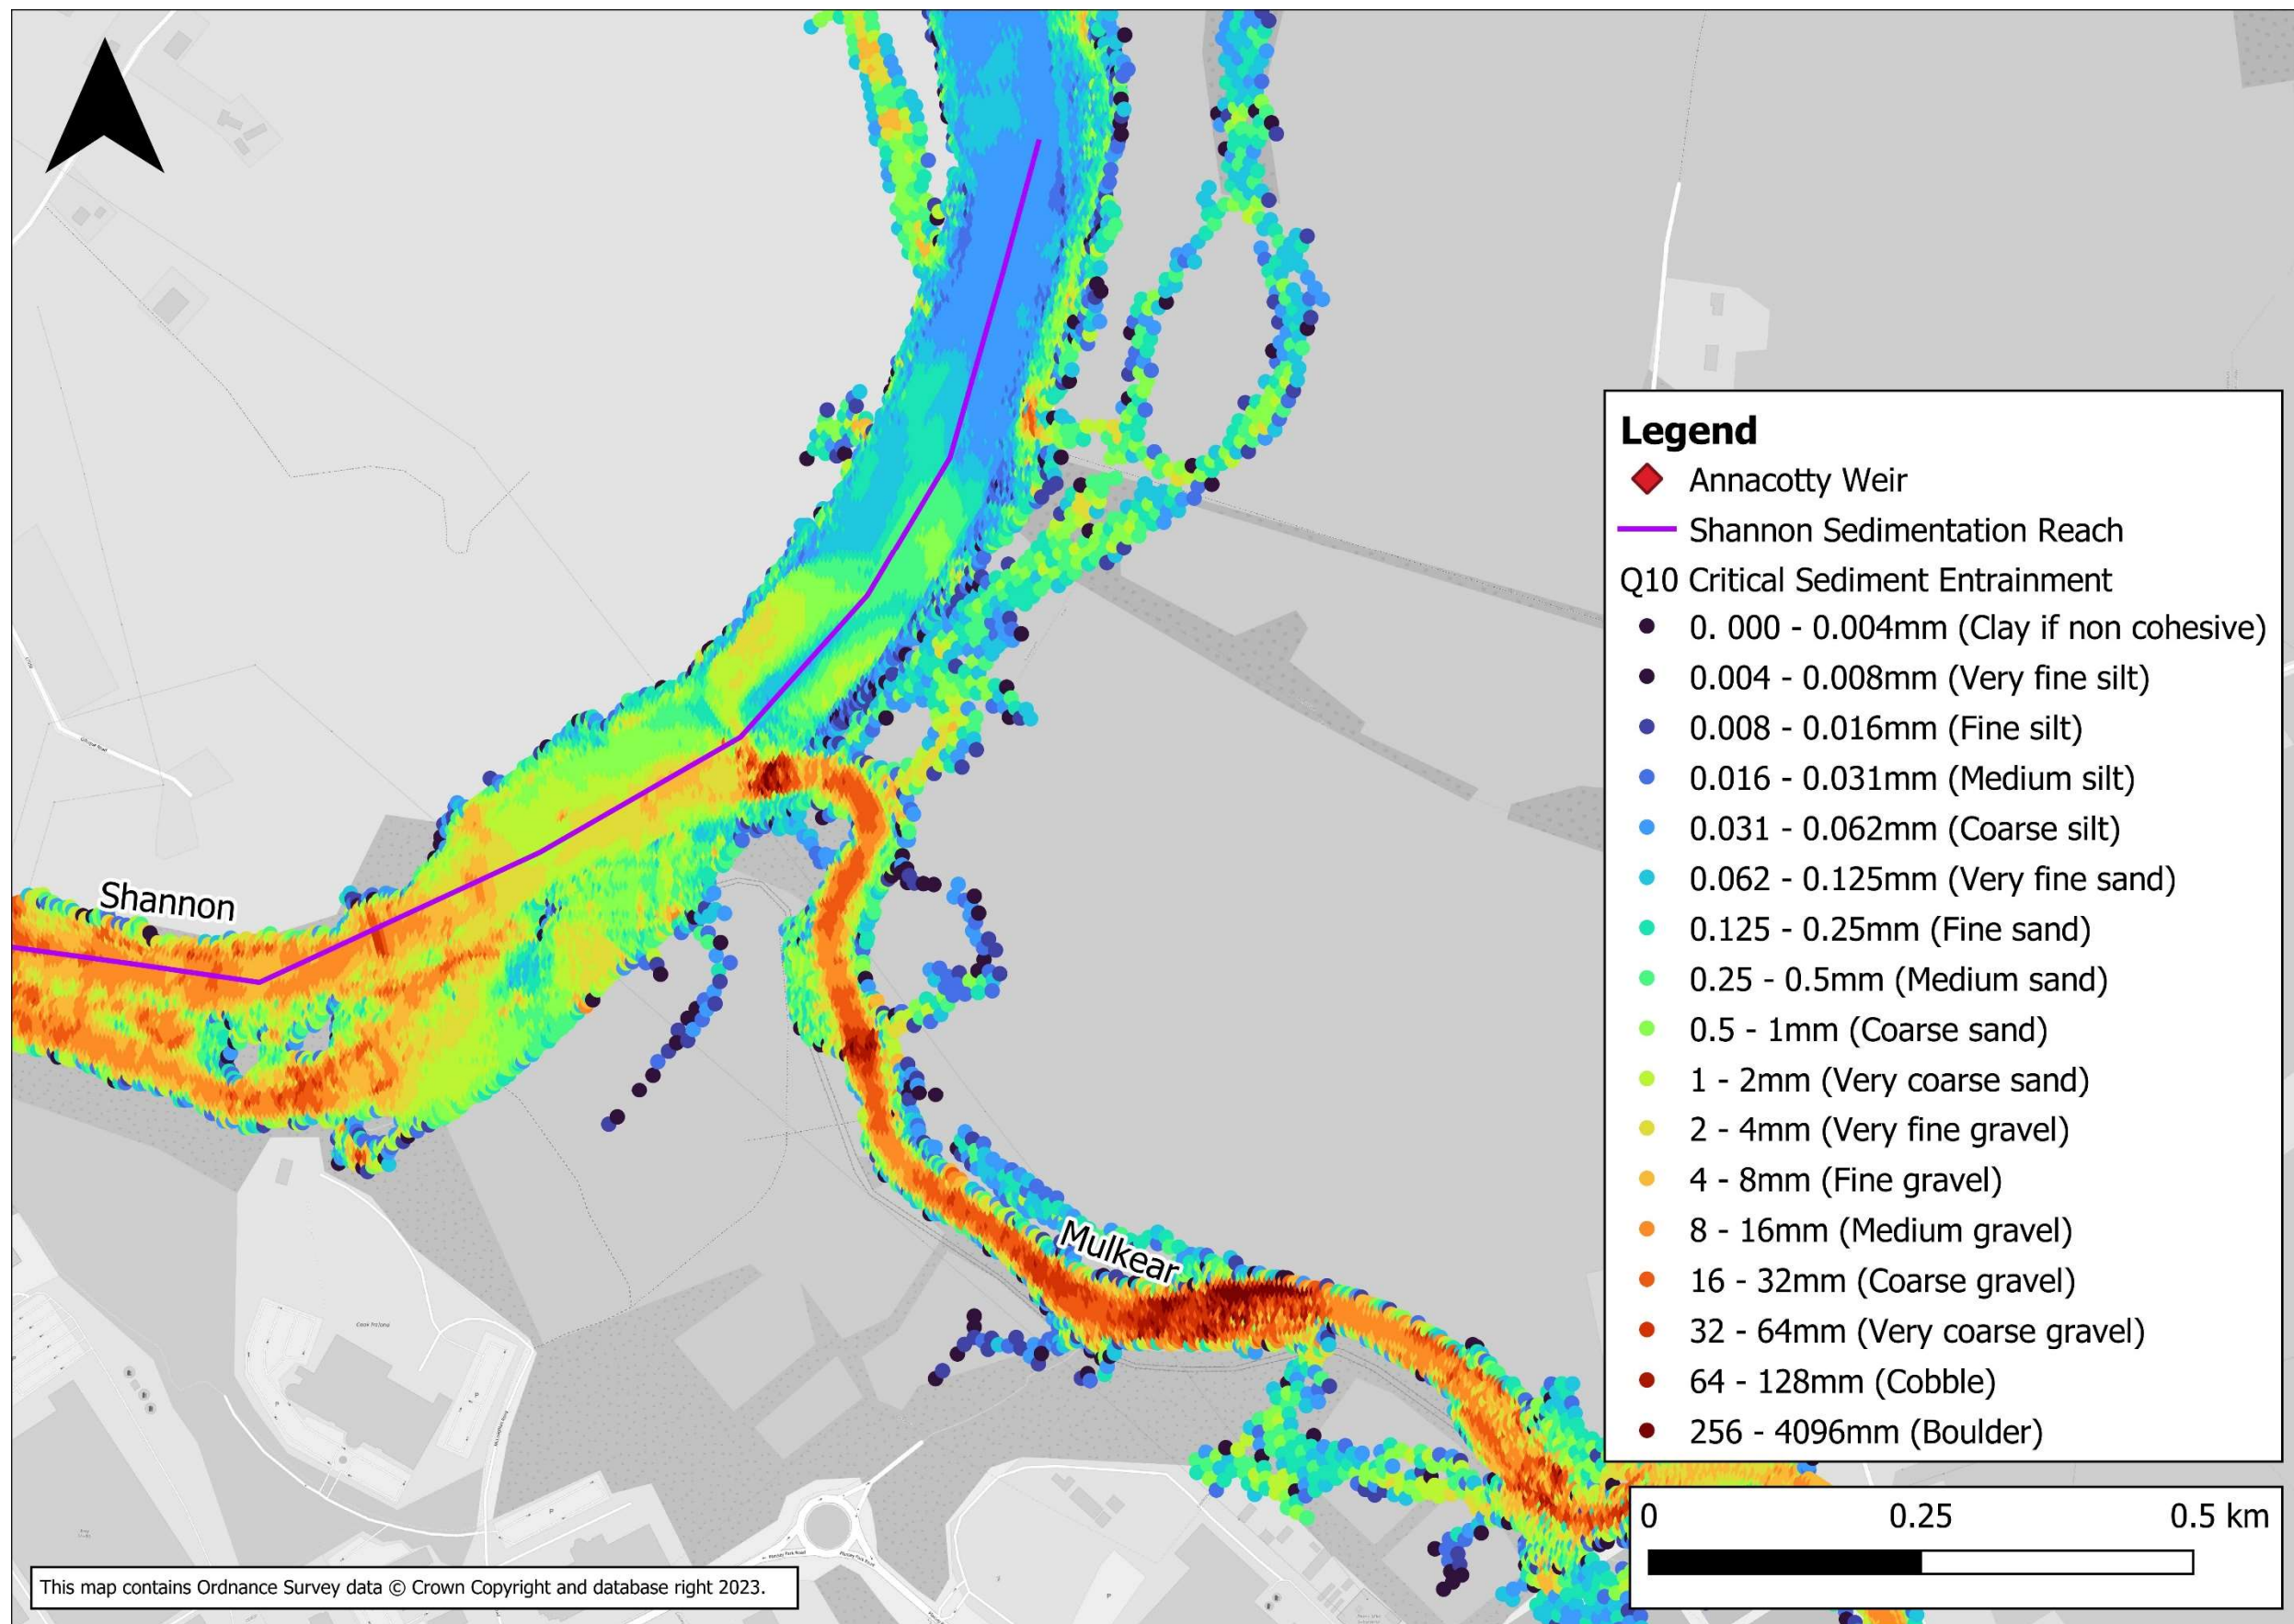 Legend
Annacotty Weir
Shannon Sedimentation Reach
Q10 Critical Sediment Entrainment
0. 000 - 0.004mm (Clay if non cohesive)
0.004 - 0.008mm (Very fine silt)
0.008 - 0.016mm (Fine silt)
0.016 - 0.031mm (Medium silt)
0.031 - 0.062mm (Coarse silt)
0.062 - 0.125mm (Very fine sand)
0.125 - 0.25mm (Fine sand)
0.25 - 0.5mm (Medium sand)
0.5 - 1mm (Coarse sand)
1 - 2mm (Very coarse sand)
2 - 4mm (Very fine gravel)
4 - 8mm (Fine gravel)
8 - 16mm (Medium gravel)
16 - 32mm (Coarse gravel)
32 - 64mm (Very coarse gravel)
64 - 128mm (Cobble)
256 - 4096mm (Boulder)
Shannon
Mulkear
0 0.25 0.5 km
This map contains Ordnance Survey data © Crown Copyright and database right 2023.